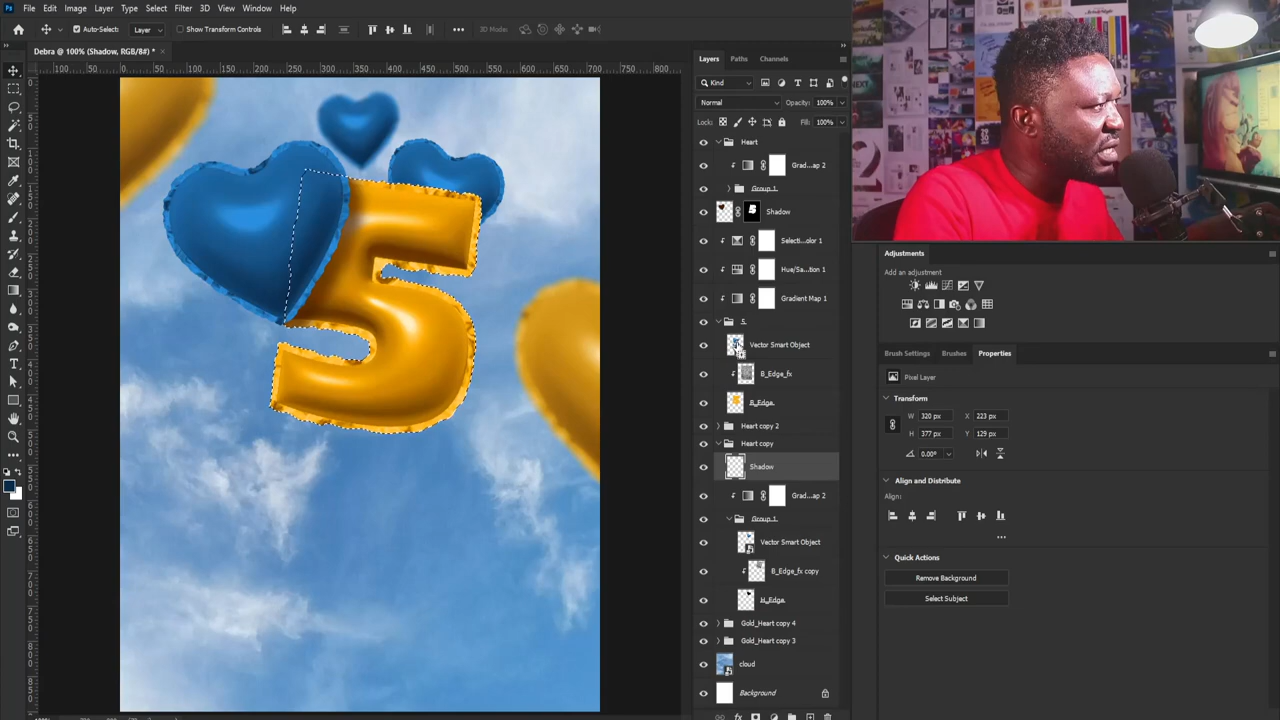 Ps File Edit Image Layer Type Select Filter 3D View Window Help
Auto-Select: Layer Show Transform Controls 3D Mode:
Debra @ 100% (Shadow, RGB/8#) * ×
100 50 0 50 100 150 200 250 300 350 400 450 500 550 600 650 700 750 800
Layers Paths Channels
Kind
Normal Opacity: 100%
Lock: Fill: 100%
Heart
Grad...ap 2
Group 1
Shadow
Selecti...olor 1
Hue/Sa...tion 1
Gradient Map 1
5
Vector Smart Object
B_Edge_fx
B_Edge
Heart copy 2
Heart copy
Shadow
Grad...ap 2
Group 1
Vector Smart Object
B_Edge_fx copy
H_Edge
Gold_Heart copy 4
Gold_Heart copy 3
cloud
Background
Adjustments
Add an adjustment
Brush Settings Brushes Properties
Pixel Layer
Transform
W 320 px X 223 px
H 377 px Y 129 px
0.00°
Align and Distribute
Align:
Quick Actions
Remove Background
Select Subject
5
NEXT